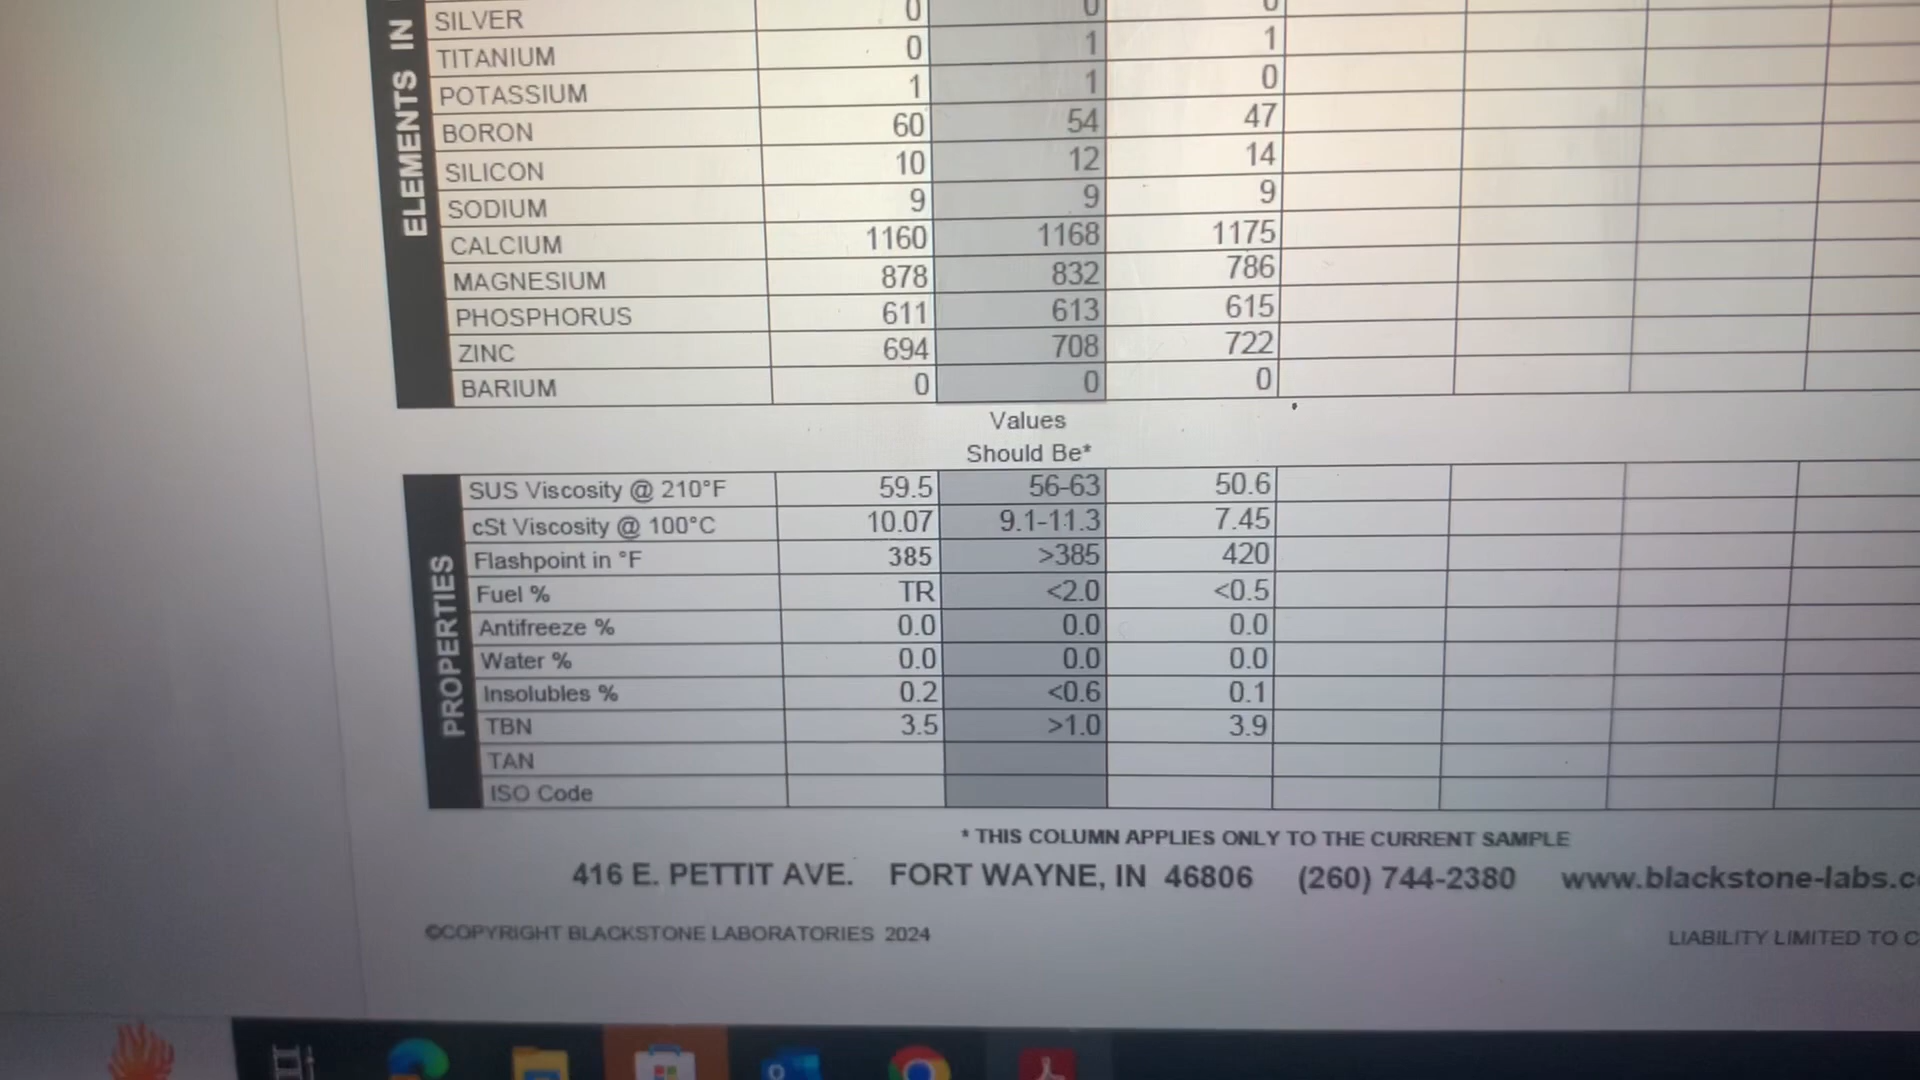 ELEMENTS IN
SILVER 0 0 0
TITANIUM 0 1 1
POTASSIUM 1 1 0
BORON 60 54 47
SILICON 10 12 14
SODIUM 9 9 9
CALCIUM 1160 1168 1175
MAGNESIUM 878 832 786
PHOSPHORUS 611 613 615
ZINC 694 708 722
BARIUM 0 0 0
Values
Should Be*
PROPERTIES
SUS Viscosity @ 210°F 59.5 56-63 50.6
cSt Viscosity @ 100°C 10.07 9.1-11.3 7.45
Flashpoint in °F 385 >385 420
Fuel % TR <2.0 <0.5
Antifreeze % 0.0 0.0 0.0
Water % 0.0 0.0 0.0
Insolubles % 0.2 <0.6 0.1
TBN 3.5 >1.0 3.9
TAN
ISO Code
* THIS COLUMN APPLIES ONLY TO THE CURRENT SAMPLE
416 E. PETTIT AVE. FORT WAYNE, IN 46806 (260) 744-2380 www.blackstone-labs.c
©COPYRIGHT BLACKSTONE LABORATORIES 2024
LIABILITY LIMITED TO C